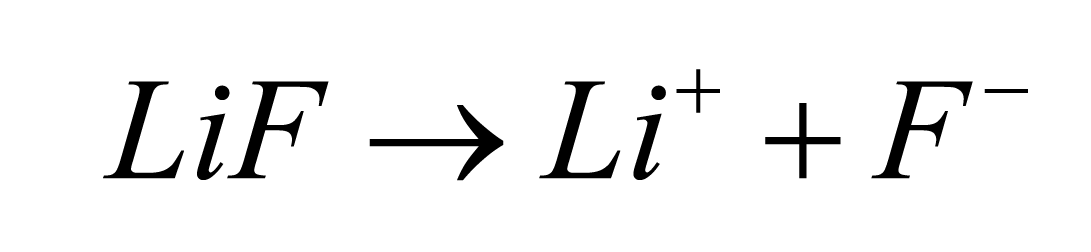 LiF → Li⁺ + F⁻